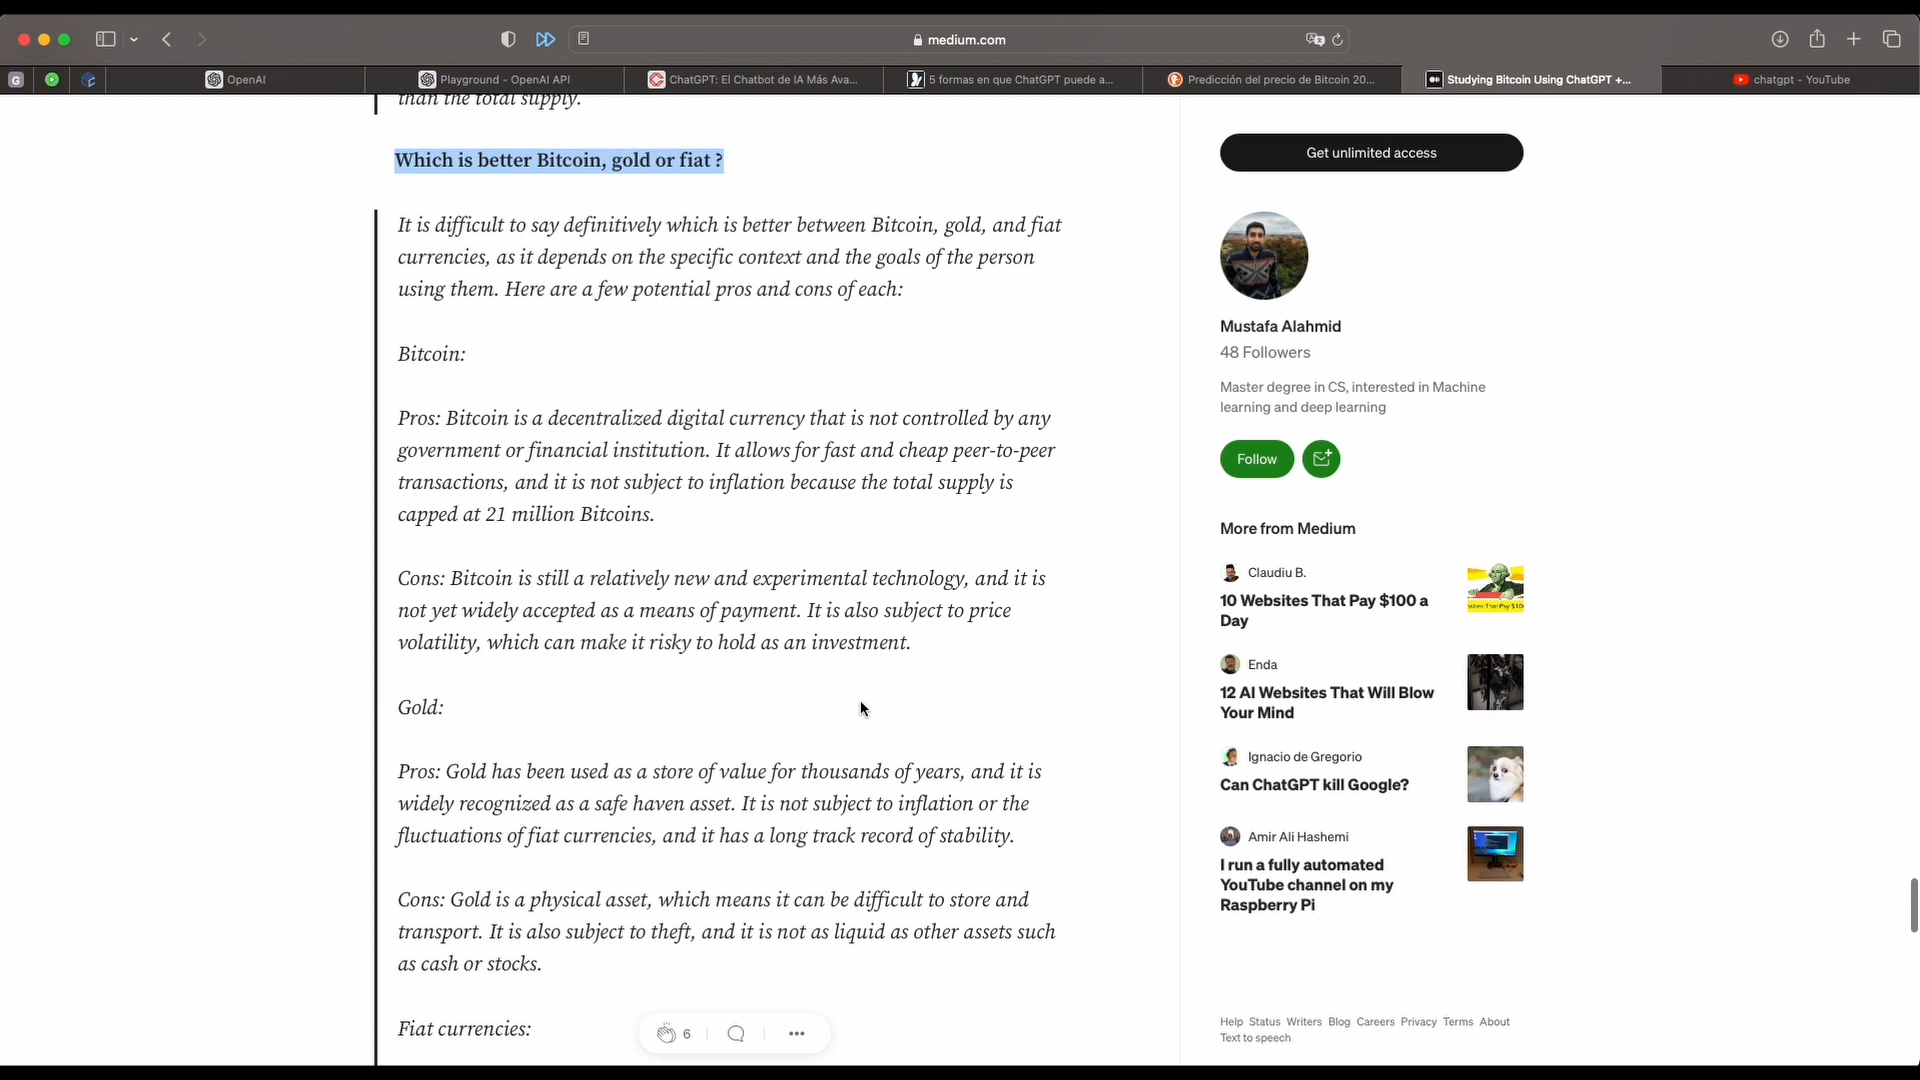 medium.com
G
OpenAI
Playground - OpenAI API
ChatGPT: El Chatbot de IA Más Ava...
5 formas en que ChatGPT puede a...
Predicción del precio de Bitcoin 20...
Studying Bitcoin Using ChatGPT +...
chatgpt - YouTube
than the total supply.
Which is better Bitcoin, gold or fiat ?
It is difficult to say definitively which is better between Bitcoin, gold, and fiat
currencies, as it depends on the specific context and the goals of the person
using them. Here are a few potential pros and cons of each:
Bitcoin:
Pros: Bitcoin is a decentralized digital currency that is not controlled by any
government or financial institution. It allows for fast and cheap peer-to-peer
transactions, and it is not subject to inflation because the total supply is
capped at 21 million Bitcoins.
Cons: Bitcoin is still a relatively new and experimental technology, and it is
not yet widely accepted as a means of payment. It is also subject to price
volatility, which can make it risky to hold as an investment.
Gold:
Pros: Gold has been used as a store of value for thousands of years, and it is
widely recognized as a safe haven asset. It is not subject to inflation or the
fluctuations of fiat currencies, and it has a long track record of stability.
Cons: Gold is a physical asset, which means it can be difficult to store and
transport. It is also subject to theft, and it is not as liquid as other assets such
as cash or stocks.
Fiat currencies:
6
Get unlimited access
Mustafa Alahmid
48 Followers
Master degree in CS, interested in Machine
learning and deep learning
Follow
More from Medium
Claudiu B.
10 Websites That Pay $100 a
Day
Enda
12 AI Websites That Will Blow
Your Mind
Ignacio de Gregorio
Can ChatGPT kill Google?
Amir Ali Hashemi
I run a fully automated
YouTube channel on my
Raspberry Pi
Help Status Writers Blog Careers Privacy Terms About
Text to speech